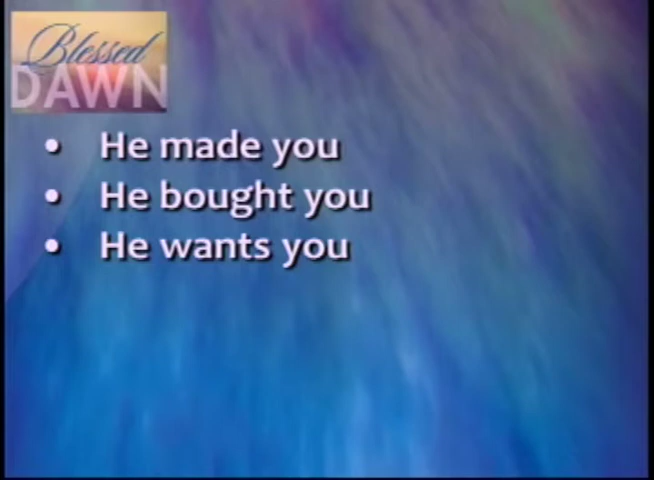 Blessed
DAWN
• He made you
• He bought you
• He wants you